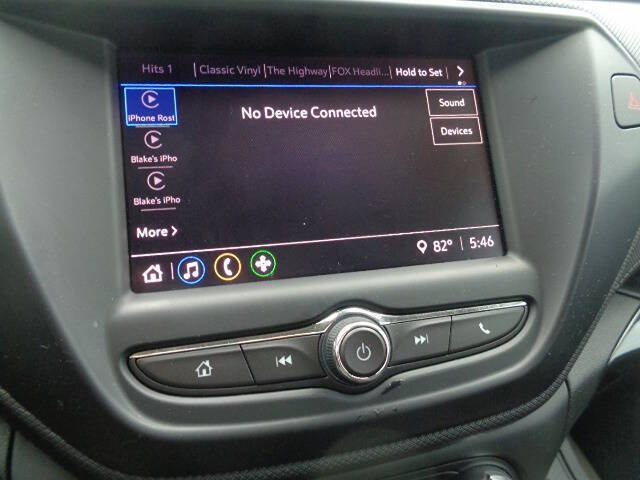 Hits 1 | Classic Vinyl | The Highway | FOX Headli... | Hold to Set | >
iPhone Rost
Blake's iPho
Blake's iPho
No Device Connected
Sound
Devices
More >
82° | 5:46